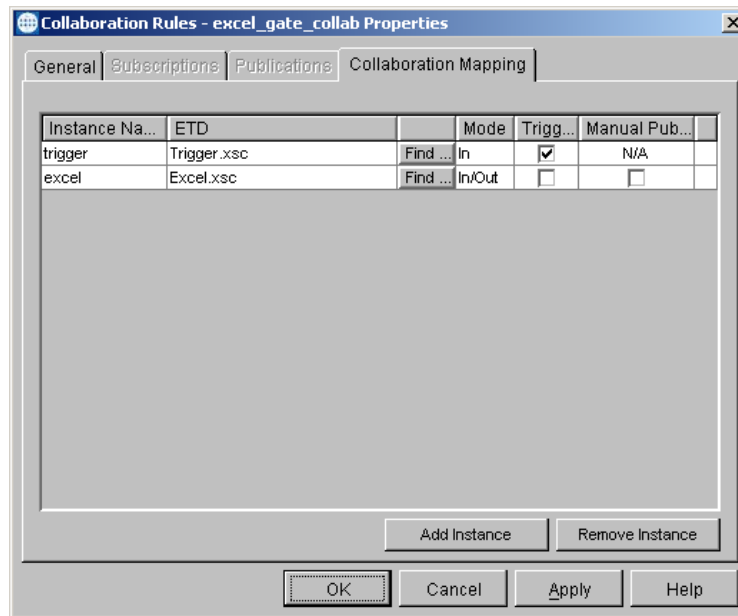 Collaboration Rules - excel_gate_collab Properties
General Subscriptions Publications Collaboration Mapping
Instance Na... ETD Mode Trigg... Manual Pub...
trigger Trigger.xsc Find ... In N/A
excel Excel.xsc Find ... In/Out
Add Instance Remove Instance
OK Cancel Apply Help